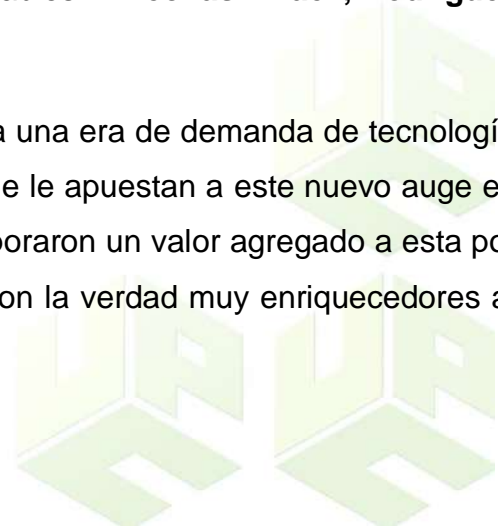 a una era de demanda de tecnologí
e le apuestan a este nuevo auge e
oraron un valor agregado a esta po
on la verdad muy enriquecedores a